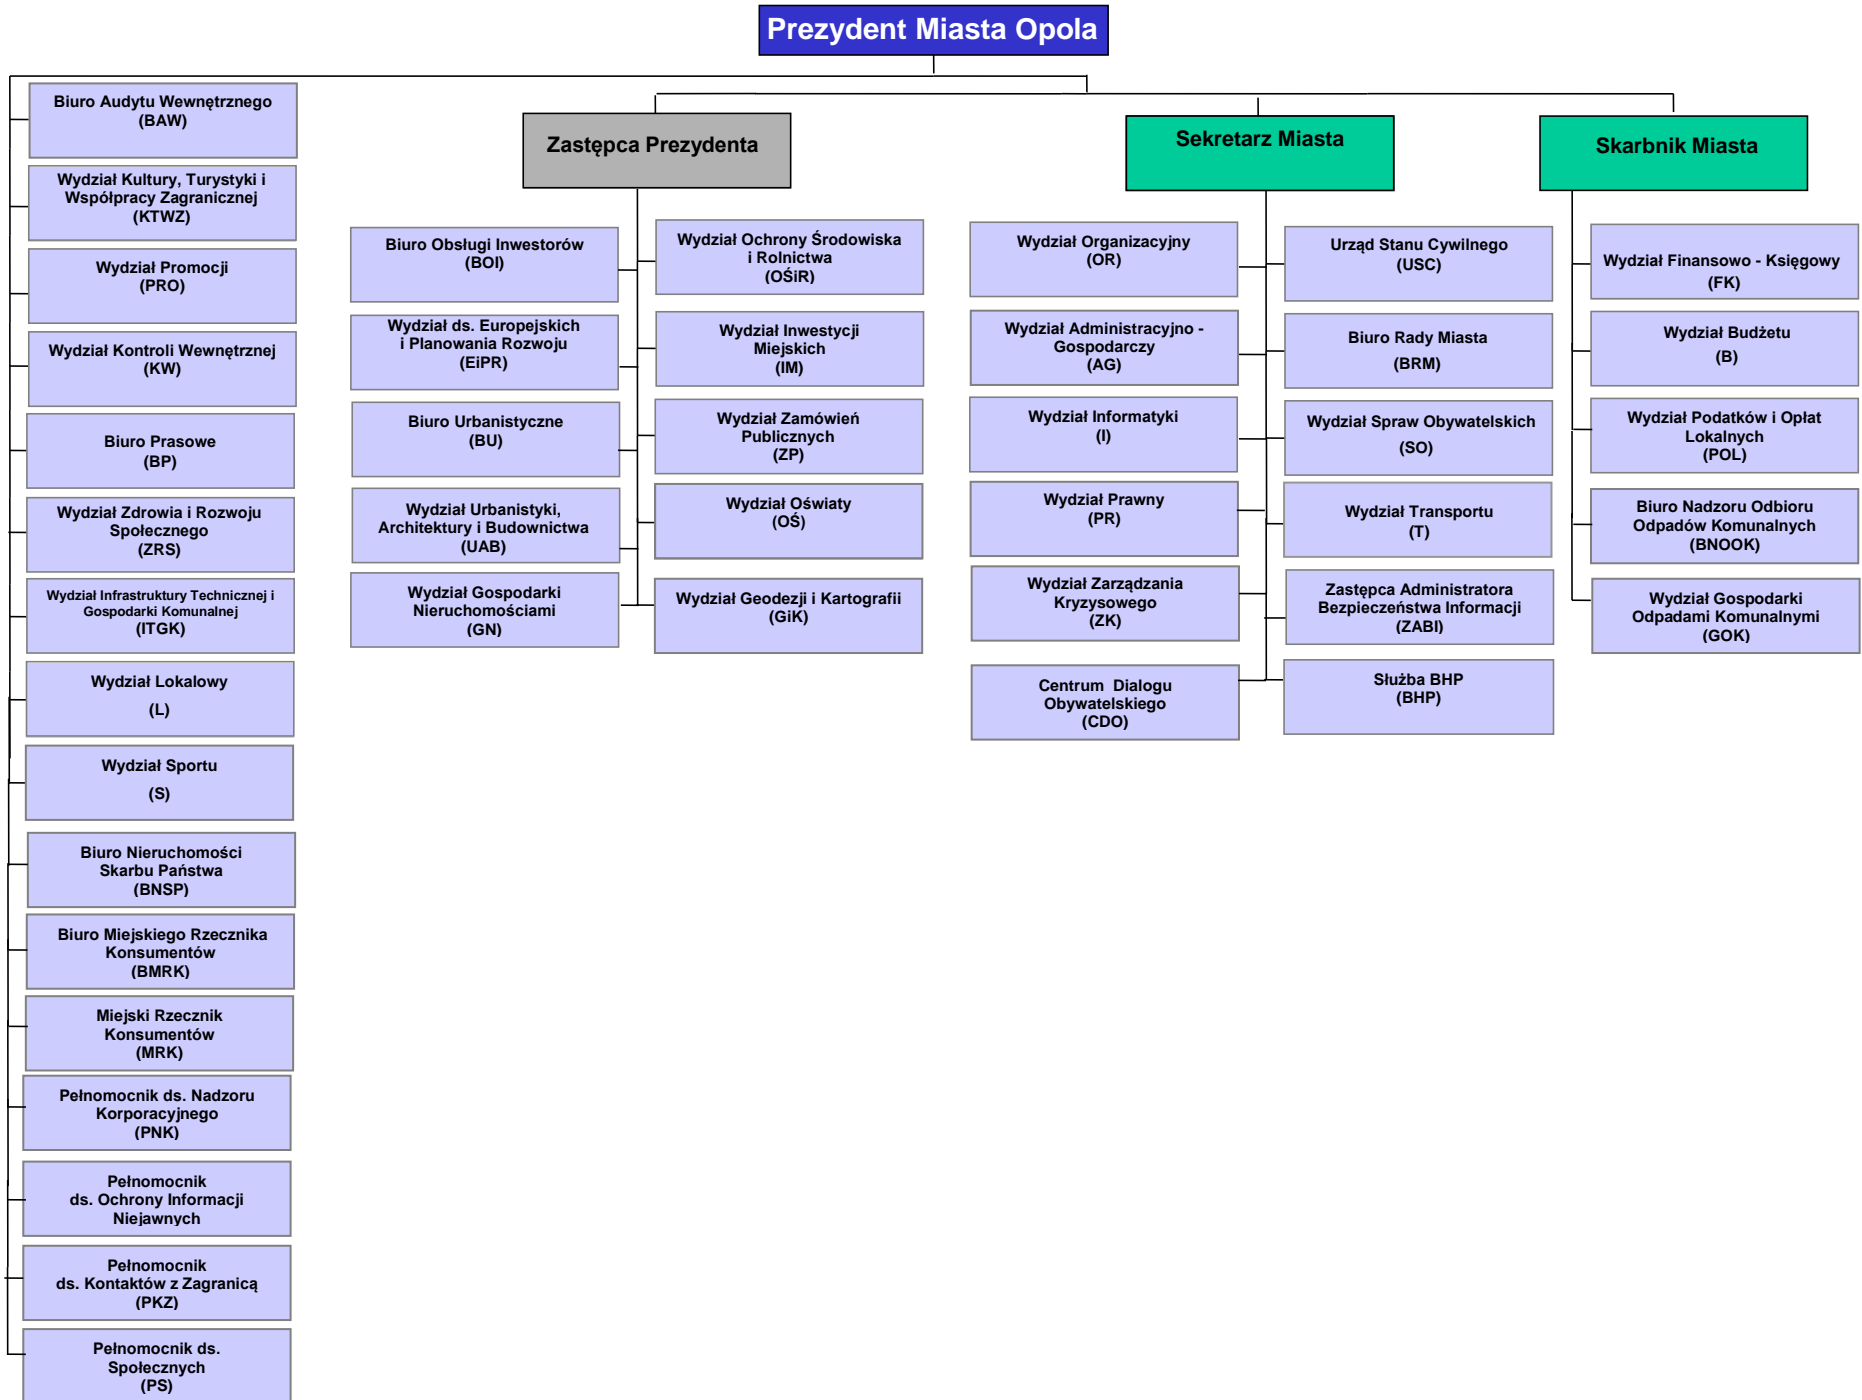 Prezydent Miasta Opola
Biuro Audytu Wewnętrznego
(BAW)
Wydział Kultury, Turystyki i
Współpracy Zagranicznej
(KTWZ)
Wydział Promocji
(PRO)
Wydział Kontroli Wewnętrznej
(KW)
Biuro Prasowe
(BP)
Wydział Zdrowia i Rozwoju
Społecznego
(ZRS)
Wydział Infrastruktury Technicznej i
Gospodarki Komunalnej
(ITGK)
Wydział Lokalowy
(L)
Wydział Sportu
(S)
Biuro Nieruchomości
Skarbu Państwa
(BNSP)
Biuro Miejskiego Rzecznika
Konsumentów
(BMRK)
Miejski Rzecznik
Konsumentów
(MRK)
Pełnomocnik ds. Nadzoru
Korporacyjnego
(PNK)
Pełnomocnik
ds. Ochrony Informacji
Niejawnych
Pełnomocnik
ds. Kontaktów z Zagranicą
(PKZ)
Pełnomocnik ds.
Społecznych
(PS)
Zastępca Prezydenta
Biuro Obsługi Inwestorów
(BOI)
Wydział ds. Europejskich
i Planowania Rozwoju
(EiPR)
Biuro Urbanistyczne
(BU)
Wydział Urbanistyki,
Architektury i Budownictwa
(UAB)
Wydział Gospodarki
Nieruchomościami
(GN)
Wydział Ochrony Środowiska
i Rolnictwa
(OŚiR)
Wydział Inwestycji
Miejskich
(IM)
Wydział Zamówień
Publicznych
(ZP)
Wydział Oświaty
(OŚ)
Wydział Geodezji i Kartografii
(GiK)
Sekretarz Miasta
Wydział Organizacyjny
(OR)
Wydział Administracyjno -
Gospodarczy
(AG)
Wydział Informatyki
(I)
Wydział Prawny
(PR)
Wydział Zarządzania
Kryzysowego
(ZK)
Centrum Dialogu
Obywatelskiego
(CDO)
Urząd Stanu Cywilnego
(USC)
Biuro Rady Miasta
(BRM)
Wydział Spraw Obywatelskich
(SO)
Wydział Transportu
(T)
Zastępca Administratora
Bezpieczeństwa Informacji
(ZABI)
Służba BHP
(BHP)
Skarbnik Miasta
Wydział Finansowo - Księgowy
(FK)
Wydział Budżetu
(B)
Wydział Podatków i Opłat
Lokalnych
(POL)
Biuro Nadzoru Odbioru
Odpadów Komunalnych
(BNOOK)
Wydział Gospodarki
Odpadami Komunalnymi
(GOK)